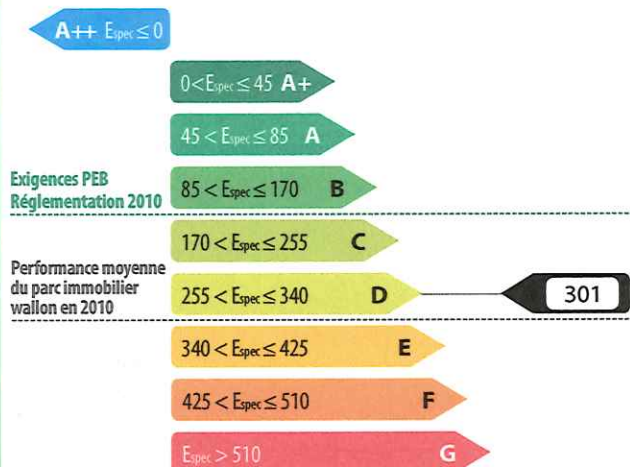 A++ Espec ≤ 0
0 < Espec ≤ 45 A+
45 < Espec ≤ 85 A
Exigences PEB
Réglementation 2010
85 < Espec ≤ 170 B
170 < Espec ≤ 255 C
Performance moyenne
du parc immobilier
wallon en 2010
255 < Espec ≤ 340 D
301
340 < Espec ≤ 425 E
425 < Espec ≤ 510 F
Espec > 510 G